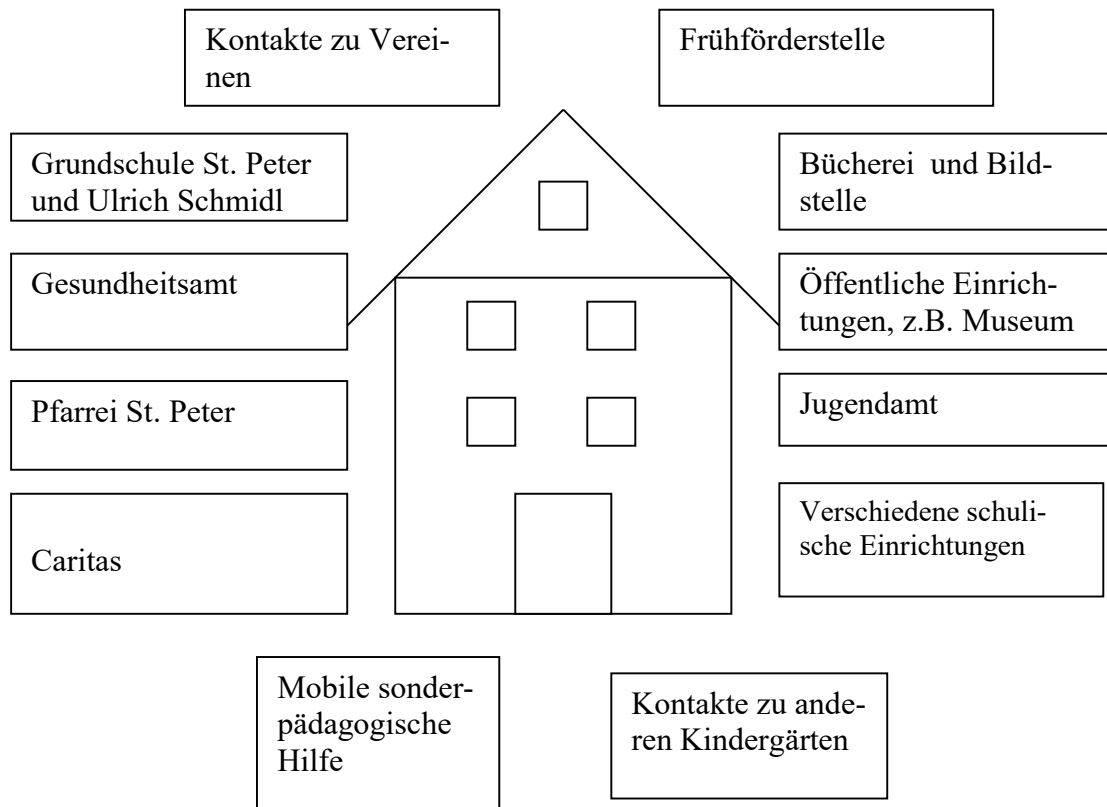 Kontakte zu Verei-
nen
Frühförderstelle
Grundschule St. Peter
und Ulrich Schmidl
Bücherei  und Bild-
stelle
Gesundheitsamt
Öffentliche Einrich-
tungen, z.B. Museum
Pfarrei St. Peter
Jugendamt
Caritas
Verschiedene schuli-
sche Einrichtungen
Mobile sonder-
pädagogische
Hilfe
Kontakte zu ande-
ren Kindergärten